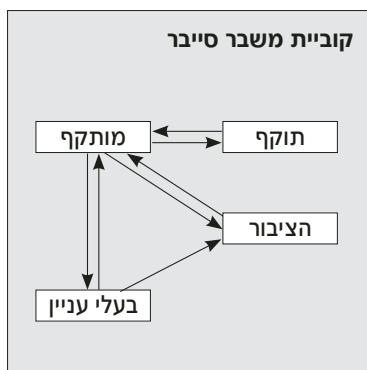 קוביית משבר סייבר
תוקף
מותקף
הציבור
בעלי עניין